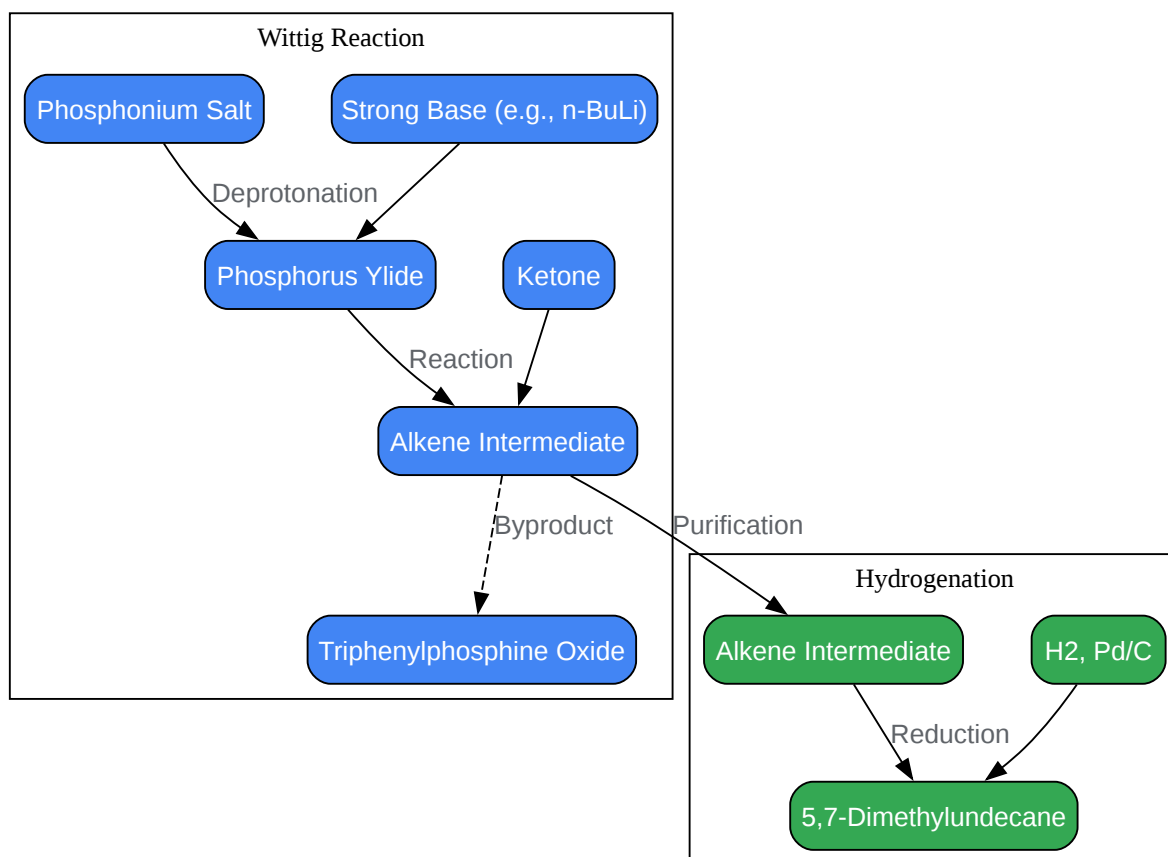 Wittig Reaction
Phosphonium Salt
Strong Base (e.g., n-BuLi)
Deprotonation
Phosphorus Ylide
Ketone
Reaction
Alkene Intermediate
Byproduct
Purification
Triphenylphosphine Oxide
Hydrogenation
Alkene Intermediate
H2, Pd/C
Reduction
5,7-Dimethylundecane